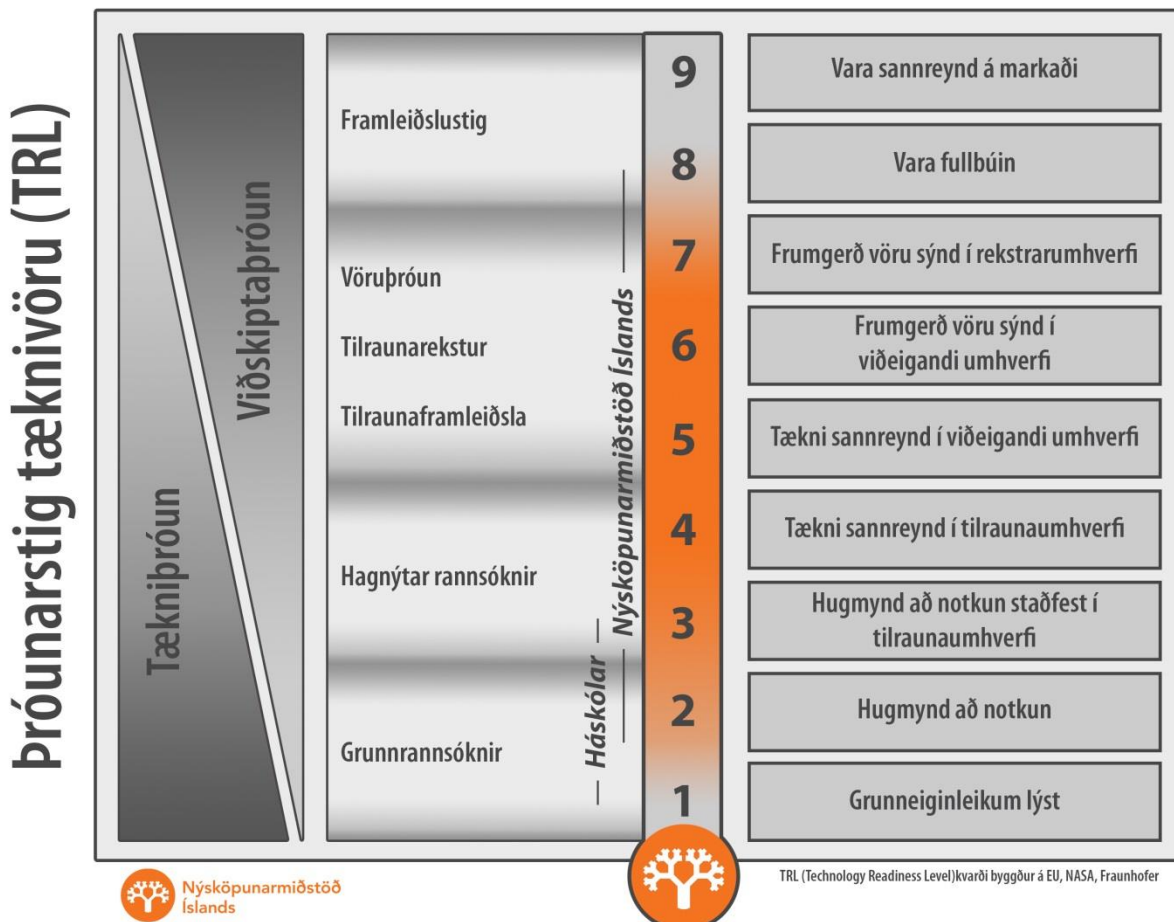 Þróunarstig tæknivöru (TRL)
Tækniþróun
Viðskiptaþróun
Framleiðslustig
Vöruþróun
Tilraunarekstur
Tilraunaframleiðsla
Hagnýtar rannsóknir
Grunnrannsóknir
Háskólar
Nýsköpunarmiðstöð Íslands
9
Vara sannreynd á markaði
8
Vara fullbúin
7
Frumgerð vöru sýnd í rekstrarumhverfi
6
Frumgerð vöru sýnd í
viðeigandi umhverfi
5
Tækni sannreynd í viðeigandi umhverfi
4
Tækni sannreynd í tilraunaumhverfi
3
Hugmynd að notkun staðfest í
tilraunaumhverfi
2
Hugmynd að notkun
1
Grunneiginleikum lýst
Nýsköpunarmiðstöð
Íslands
TRL (Technology Readiness Level)kvarði byggður á EU, NASA, Fraunhofer